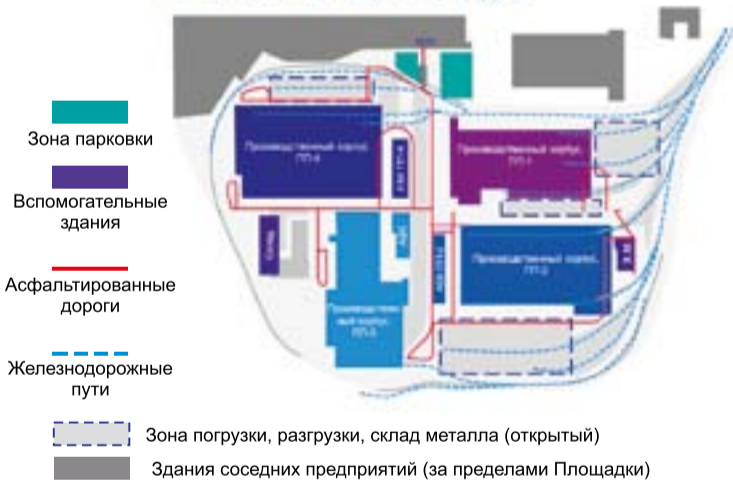 Производственный корпус
ПП-4
Производственный корпус
ПП-1
Зона парковки
Вспомогательные
здания
Склад
Производственный корпус
ПП-2
Асфальтированные
дороги
Производствен-
ный корпус
ПП-3
Железнодорожные
пути
Зона погрузки, разгрузки, склад металла (открытый)
Здания соседних предприятий (за пределами Площадки)